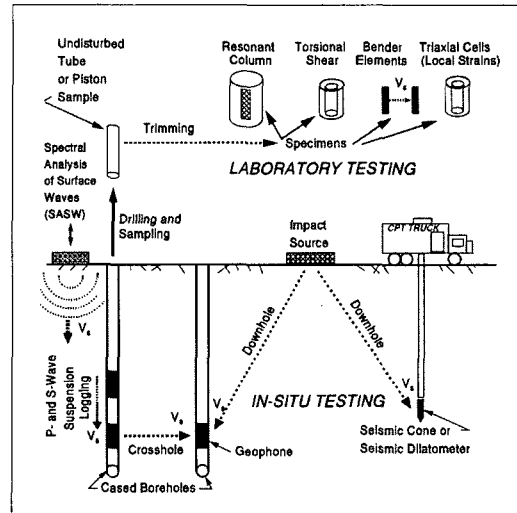 Undisturbed
Tube
or Piston
Sample
Resonant
Column
Torsional
Shear
Bender
Elements
Vs
Triaxial Cells
(Local Strains)
Trimming
Specimens
LABORATORY TESTING
Spectral
Analysis
of Surface
Waves
(SASW)
Drilling and
Sampling
Impact
Source
CPT TRUCK
Vs
Downhole
Downhole
P- and S-Wave
Suspension
Logging
Vs
Vs
Vs
Vs
IN-SITU TESTING
Crosshole
Geophone
Seismic Cone or
Seismic Dilatometer
Cased Boreholes